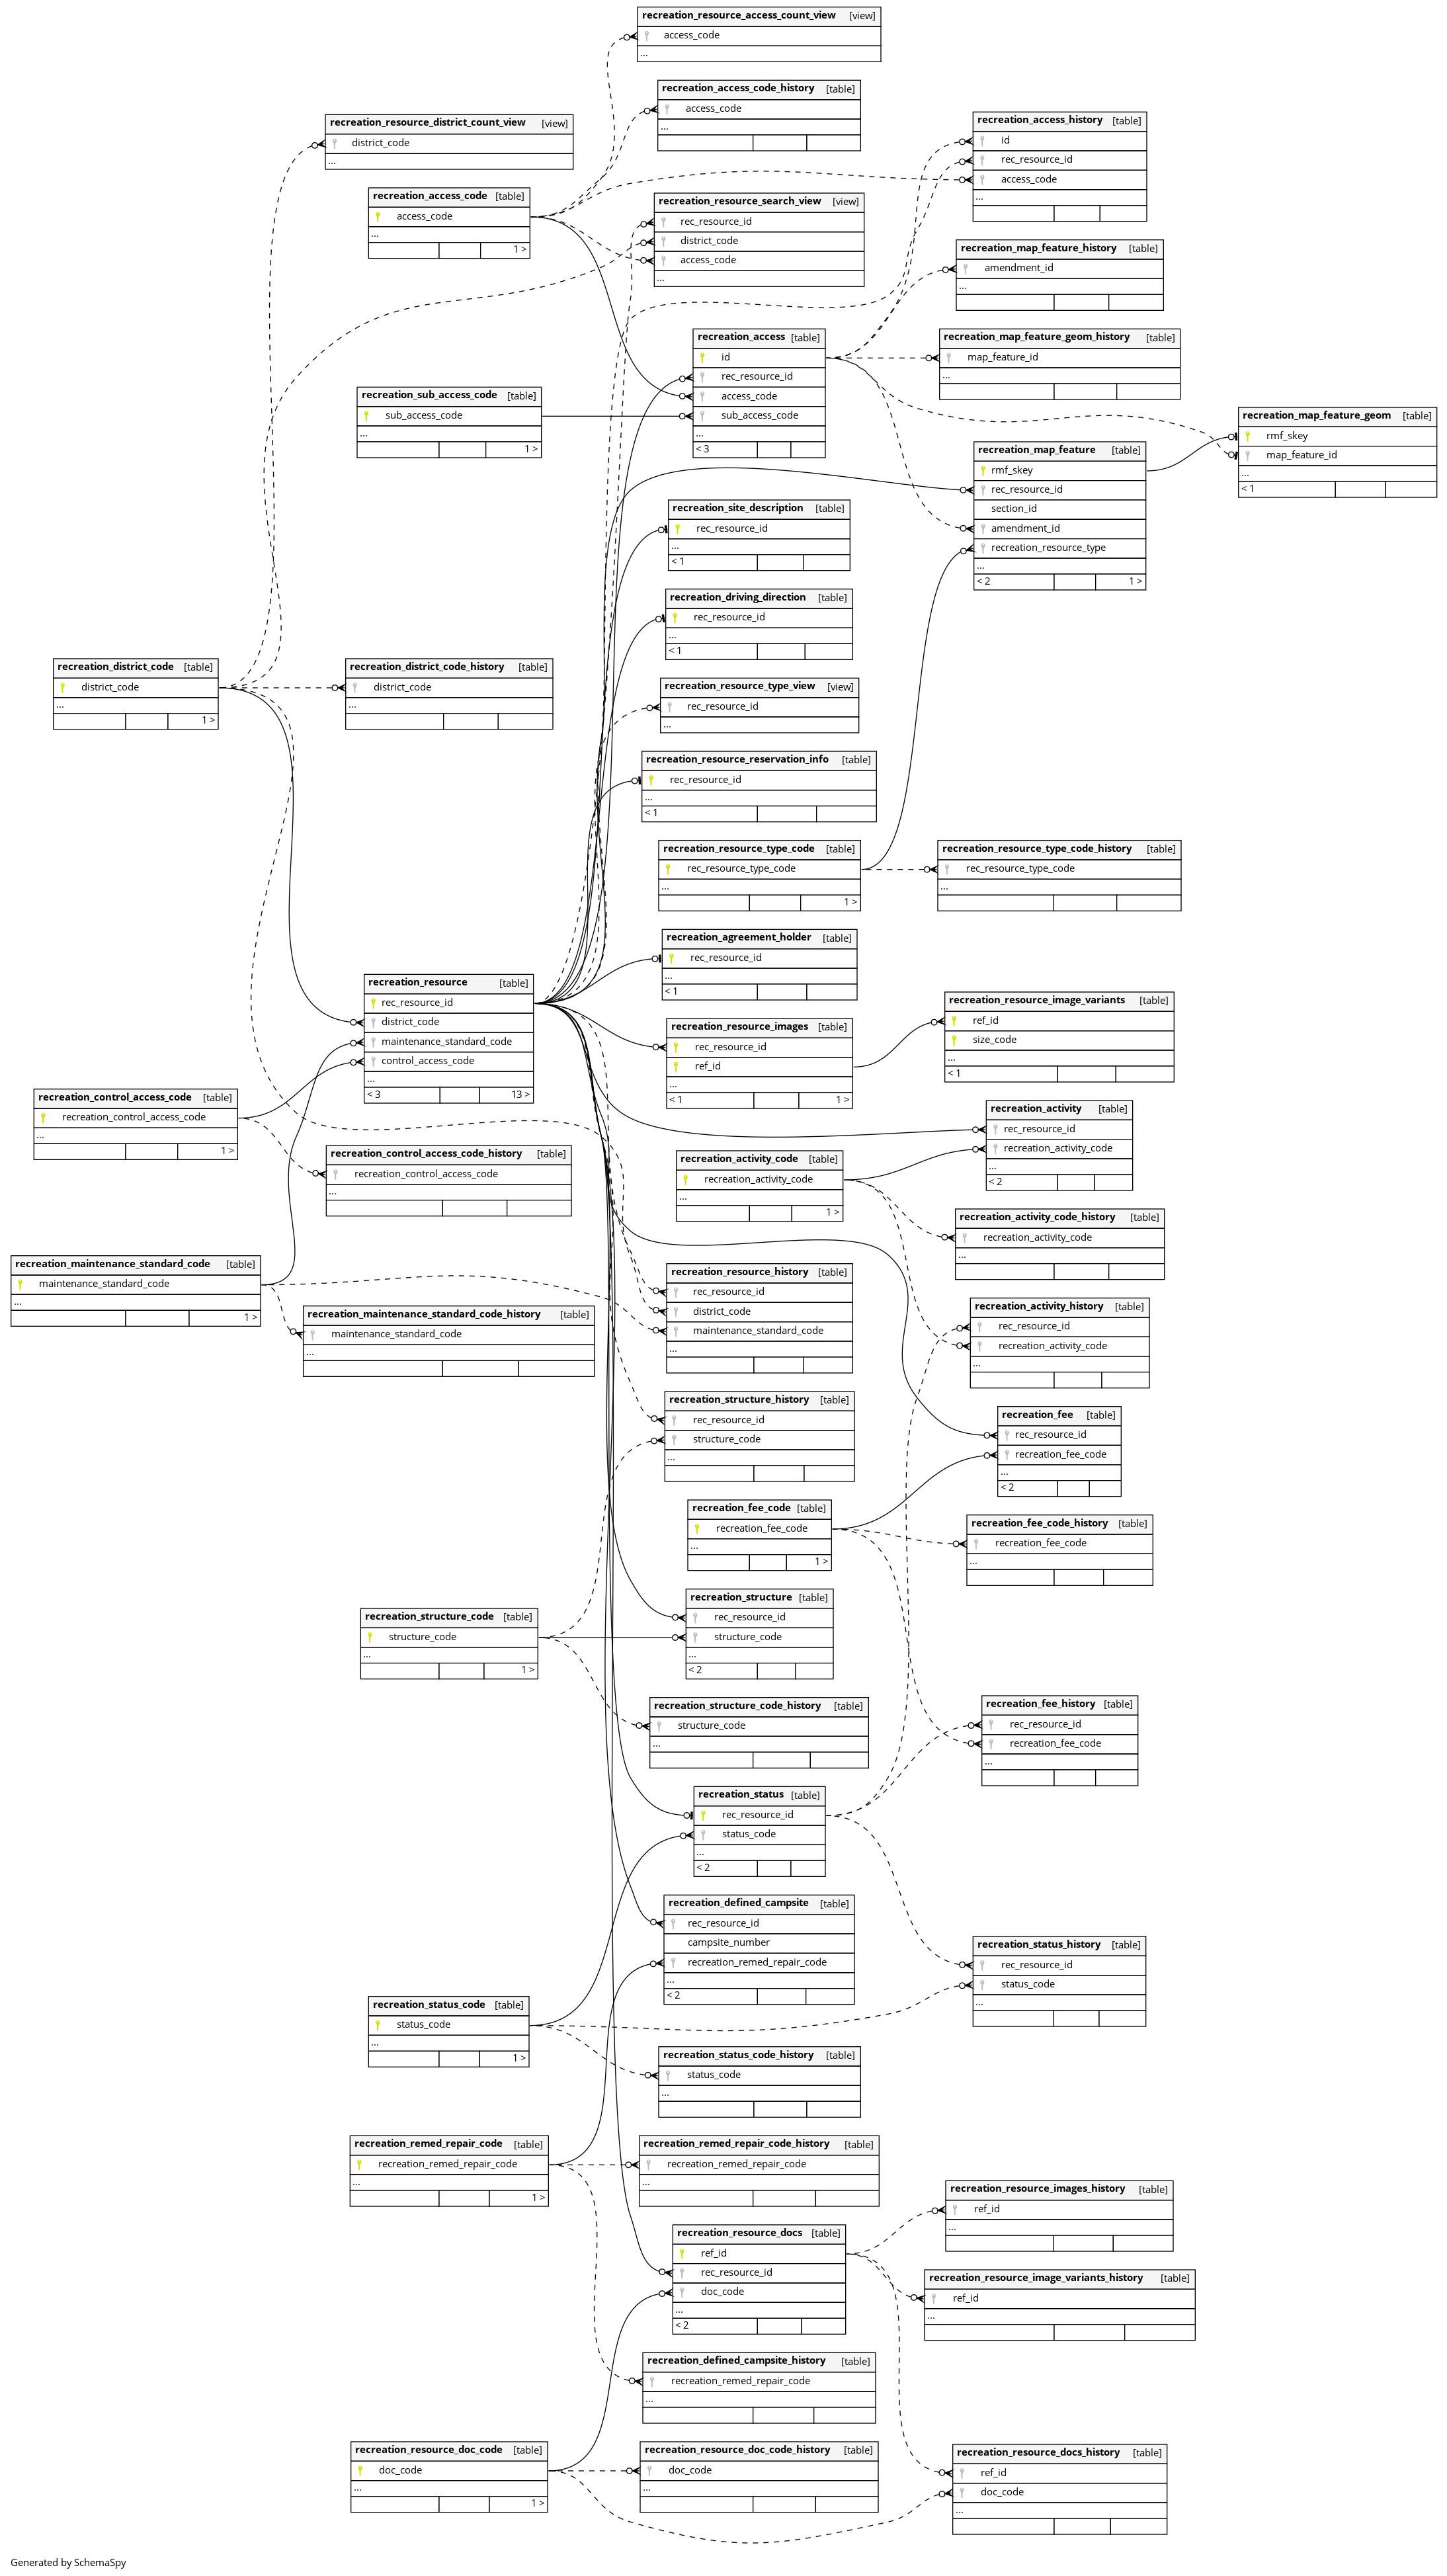 recreation_resource_access_count_view [view]
access_code
...
recreation_access_code_history [table]
access_code
...
recreation_resource_district_count_view [view]
district_code
...
recreation_access_history [table]
id
rec_resource_id
access_code
...
recreation_access_code [table]
access_code
...
1 >
recreation_resource_search_view [view]
rec_resource_id
district_code
access_code
...
recreation_map_feature_history [table]
amendment_id
...
recreation_access [table]
id
rec_resource_id
access_code
sub_access_code
...
< 3
recreation_map_feature_geom_history [table]
map_feature_id
...
recreation_sub_access_code [table]
sub_access_code
...
1 >
recreation_map_feature_geom [table]
rmf_skey
map_feature_id
...
< 1
recreation_map_feature [table]
rmf_skey
rec_resource_id
section_id
amendment_id
recreation_resource_type
...
< 2 1 >
recreation_site_description [table]
rec_resource_id
...
< 1
recreation_driving_direction [table]
rec_resource_id
...
< 1
recreation_district_code [table]
district_code
...
1 >
recreation_district_code_history [table]
district_code
...
recreation_resource_type_view [view]
rec_resource_id
...
recreation_resource_reservation_info [table]
rec_resource_id
...
< 1
recreation_resource_type_code [table]
rec_resource_type_code
...
1 >
recreation_resource_type_code_history [table]
rec_resource_type_code
...
recreation_agreement_holder [table]
rec_resource_id
...
< 1
recreation_resource [table]
rec_resource_id
district_code
maintenance_standard_code
control_access_code
...
< 3 13 >
recreation_resource_image_variants [table]
ref_id
size_code
...
< 1
recreation_resource_images [table]
rec_resource_id
ref_id
...
< 1 1 >
recreation_control_access_code [table]
recreation_control_access_code
...
1 >
recreation_activity [table]
rec_resource_id
recreation_activity_code
...
< 2
recreation_control_access_code_history [table]
recreation_control_access_code
...
recreation_activity_code [table]
recreation_activity_code
...
1 >
recreation_activity_code_history [table]
recreation_activity_code
...
recreation_maintenance_standard_code [table]
maintenance_standard_code
...
1 >
recreation_resource_history [table]
rec_resource_id
district_code
maintenance_standard_code
...
recreation_maintenance_standard_code_history [table]
maintenance_standard_code
...
recreation_activity_history [table]
rec_resource_id
recreation_activity_code
...
recreation_structure_history [table]
rec_resource_id
structure_code
...
recreation_fee [table]
rec_resource_id
recreation_fee_code
...
< 2
recreation_fee_code [table]
recreation_fee_code
...
1 >
recreation_fee_code_history [table]
recreation_fee_code
...
recreation_structure [table]
rec_resource_id
structure_code
...
< 2
recreation_structure_code [table]
structure_code
...
1 >
recreation_structure_code_history [table]
structure_code
...
recreation_fee_history [table]
rec_resource_id
recreation_fee_code
...
recreation_status [table]
rec_resource_id
status_code
...
< 2
recreation_defined_campsite [table]
rec_resource_id
campsite_number
recreation_remed_repair_code
...
< 2
recreation_status_history [table]
rec_resource_id
status_code
...
recreation_status_code [table]
status_code
...
1 >
recreation_status_code_history [table]
status_code
...
recreation_remed_repair_code [table]
recreation_remed_repair_code
...
1 >
recreation_remed_repair_code_history [table]
recreation_remed_repair_code
...
recreation_resource_images_history [table]
ref_id
...
recreation_resource_docs [table]
ref_id
rec_resource_id
doc_code
...
< 2
recreation_resource_image_variants_history [table]
ref_id
...
recreation_defined_campsite_history [table]
recreation_remed_repair_code
...
recreation_resource_doc_code [table]
doc_code
...
1 >
recreation_resource_doc_code_history [table]
doc_code
...
recreation_resource_docs_history [table]
ref_id
doc_code
...
Generated by SchemaSpy